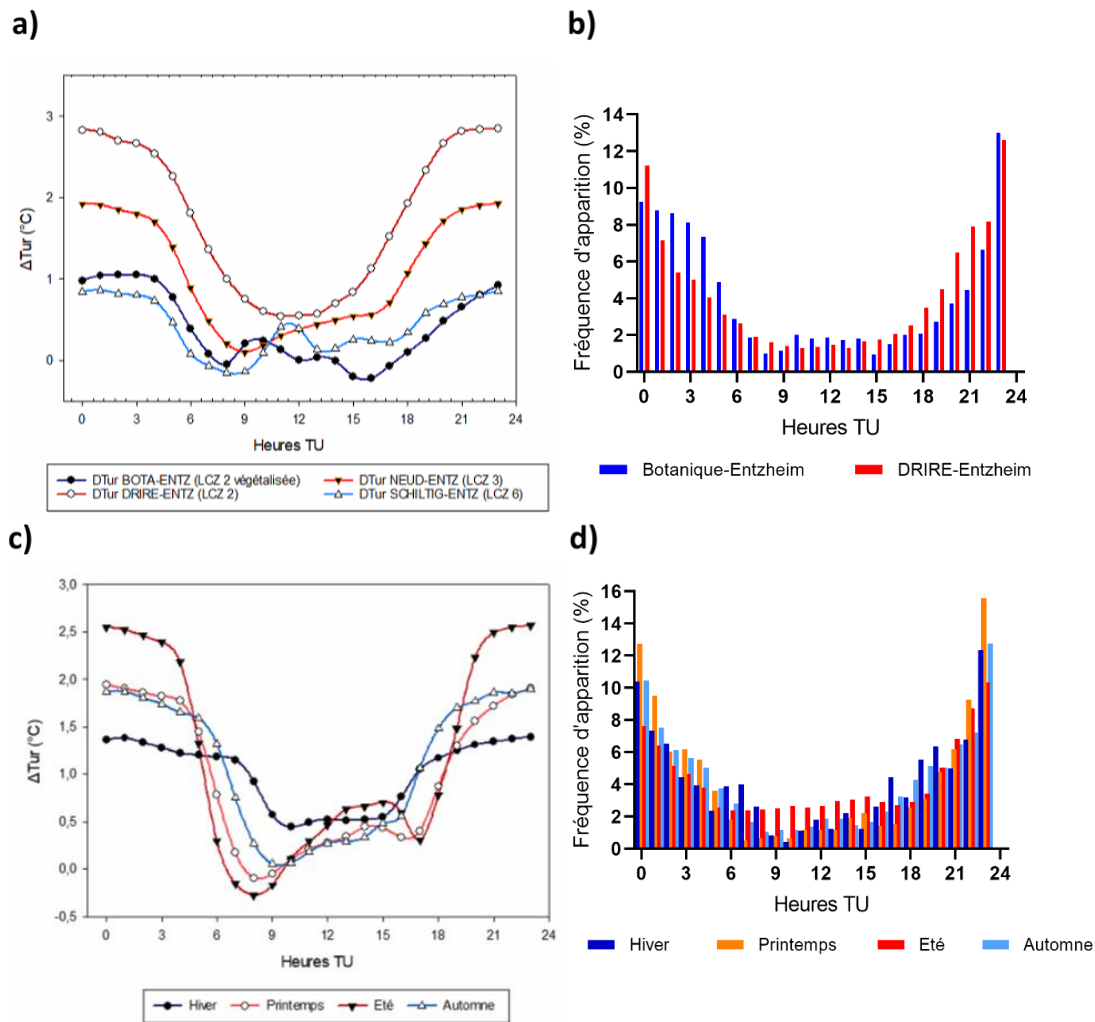 a)
ΔTur (°C)
3
2
1
0
0 3 6 9 12 15 18 21 24
Heures TU
DTur BOTA-ENTZ (LCZ 2 végétalisée)
DTur NEUD-ENTZ (LCZ 3)
DTur DRIRE-ENTZ (LCZ 2)
DTur SCHILTIG-ENTZ (LCZ 6)
b)
Fréquence d'apparition (%)
14
12
10
8
6
4
2
0
0 3 6 9 12 15 18 21 24
Heures TU
Botanique-Entzheim
DRIRE-Entzheim
c)
ΔTur (°C)
3,0
2,5
2,0
1,5
1,0
0,5
0,0
-0,5
0 3 6 9 12 15 18 21 24
Heures TU
Hiver Printemps Eté Automne
d)
Fréquence d'apparition (%)
16
14
12
10
8
6
4
2
0
0 3 6 9 12 15 18 21 24
Heures TU
Hiver Printemps Eté Automne